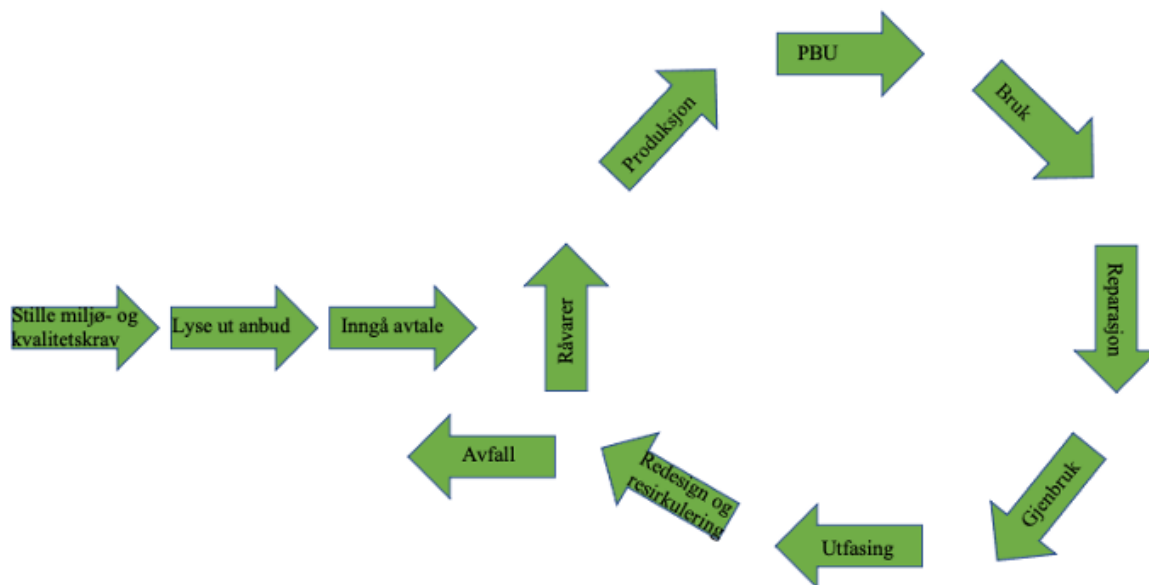 Stille miljø- og
kvalitetskrav
Lyse ut anbud
Inngå avtale
Råvarer
Produksjon
PBU
Bruk
Reparasjon
Gjenbruk
Utfasing
Redesign og
resirkulering
Avfall